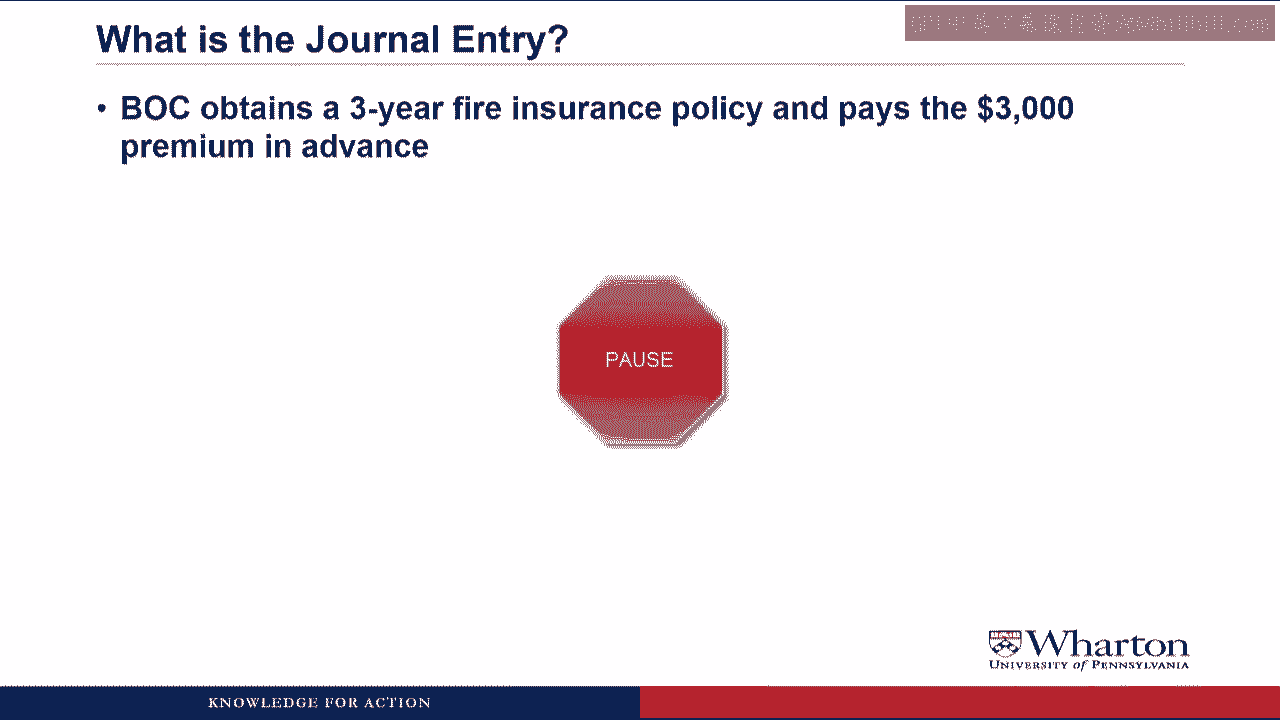 What is the Journal Entry?
• BOC obtains a 3-year fire insurance policy and pays the $3,000
premium in advance
PAUSE
Wharton
UNIVERSITY of PENNSYLVANIA
KNOWLEDGE FOR ACTION